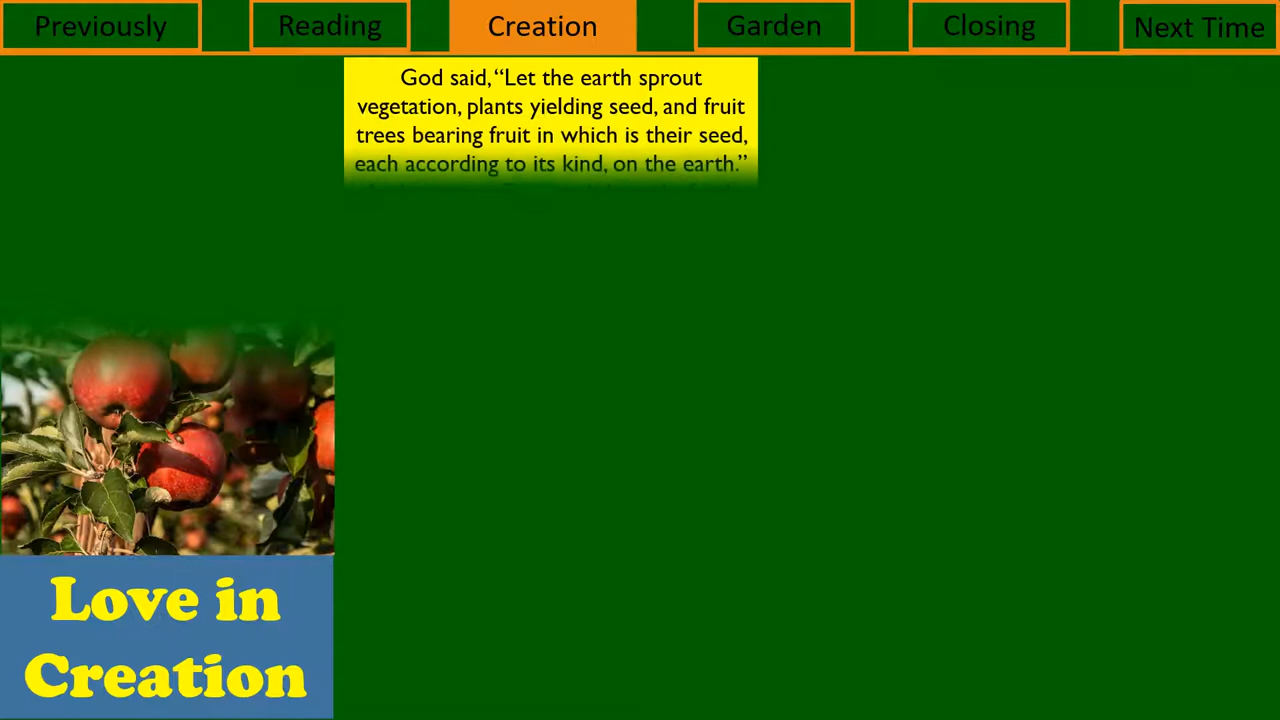 Previously
Reading
Creation
Garden
Closing
Next Time
God said, “Let the earth sprout
vegetation, plants yielding seed, and fruit
trees bearing fruit in which is their seed,
each according to its kind, on the earth.”
Love in
Creation